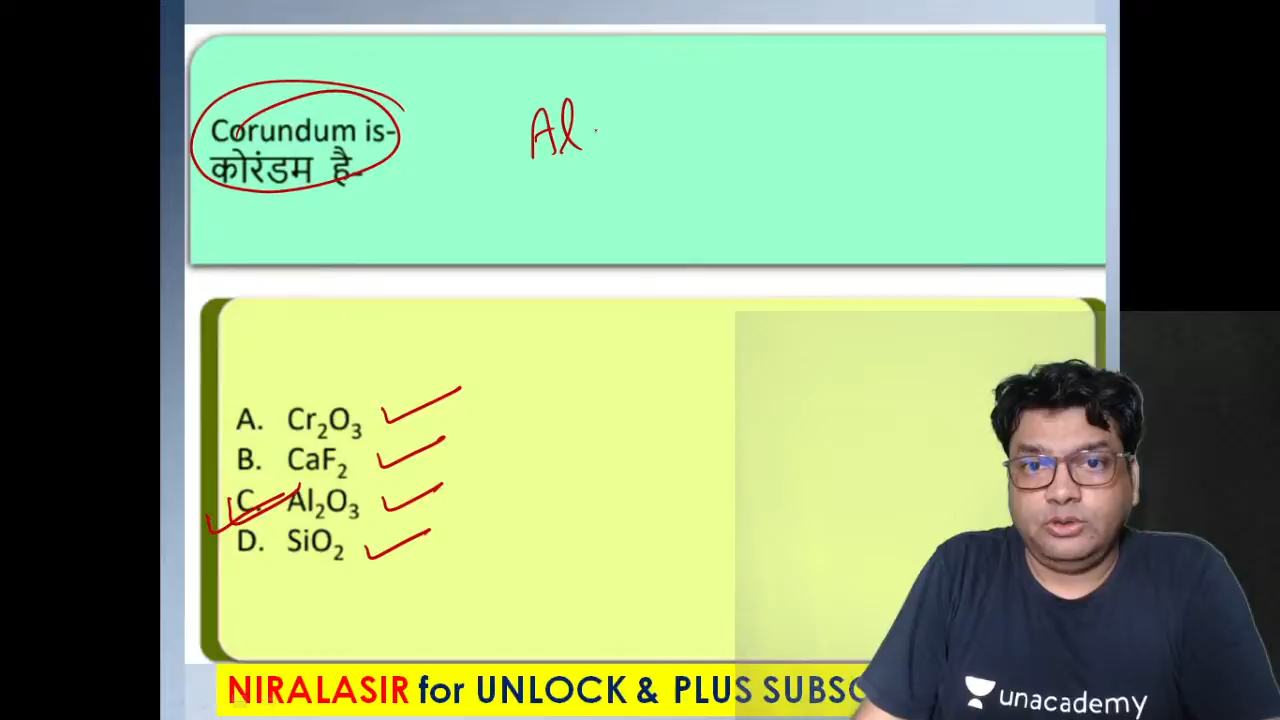 Corundum is-
कोरंडम है-
Al
A. Cr₂O₃
B. CaF₂
C. Al₂O₃
D. SiO₂
NIRALASIR for UNLOCK & PLUS SUBSC
unacademy